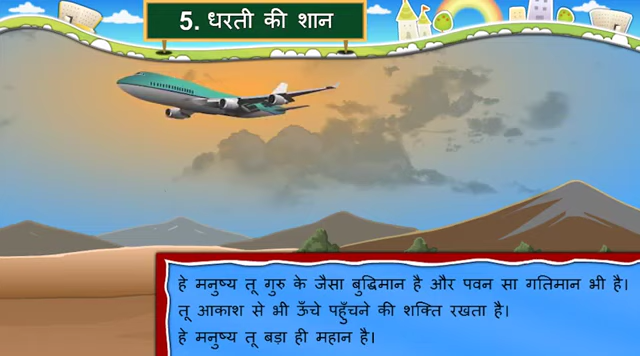 5. धरती की शान
हे मनुष्य तू गुरु के जैसा बुद्धिमान है और पवन सा गतिमान भी है।
तू आकाश से भी ऊँचे पहुँचने की शक्ति रखता है।
हे मनुष्य तू बड़ा ही महान है।